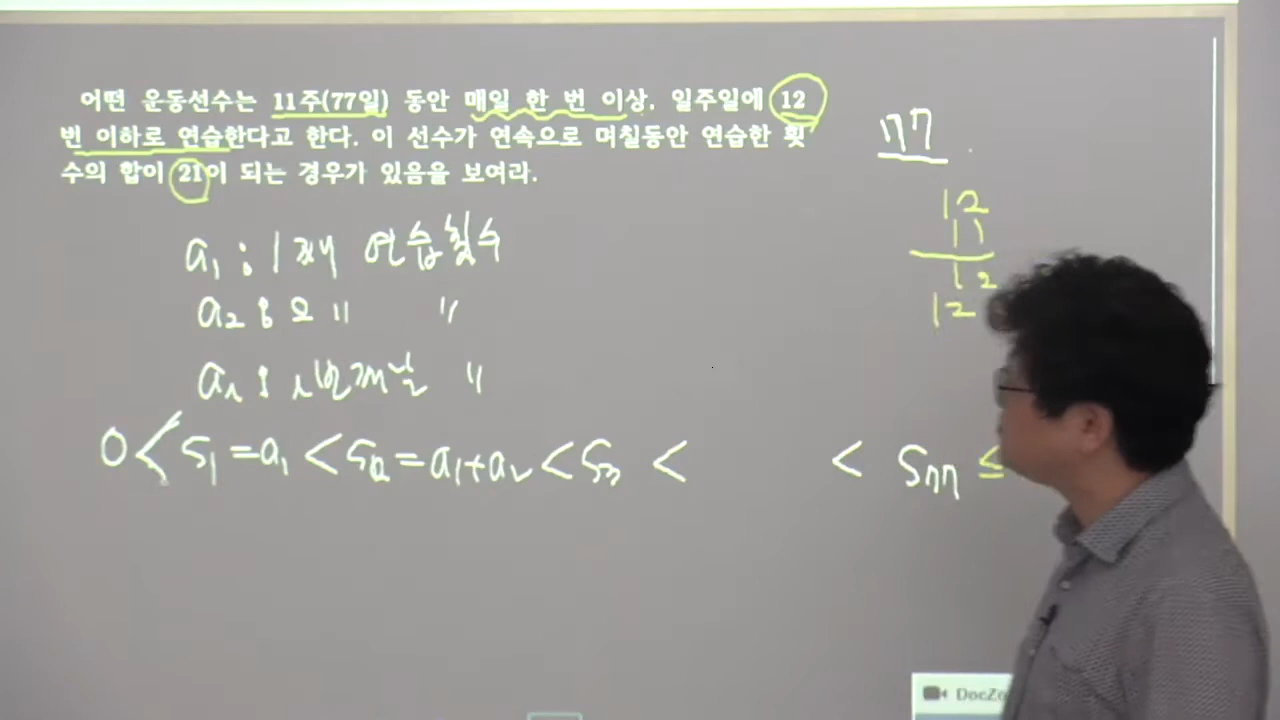 어떤 운동선수는 11주(77일) 동안 매일 한 번 이상, 일주일에 12
번 이하로 연습한다고 한다. 이 선수가 연속으로 며칠동안 연습한 횟
수의 합이 21이 되는 경우가 있음을 보여라.
77
12
11
12
12
a₁ : 1째 연습횟수
a₂ : 2 〃 〃
aᵢ : i번째날 〃
0 < S₁ = a₁ < S₂ = a₁+a₂ < S₃ < < S₇₇ ≤